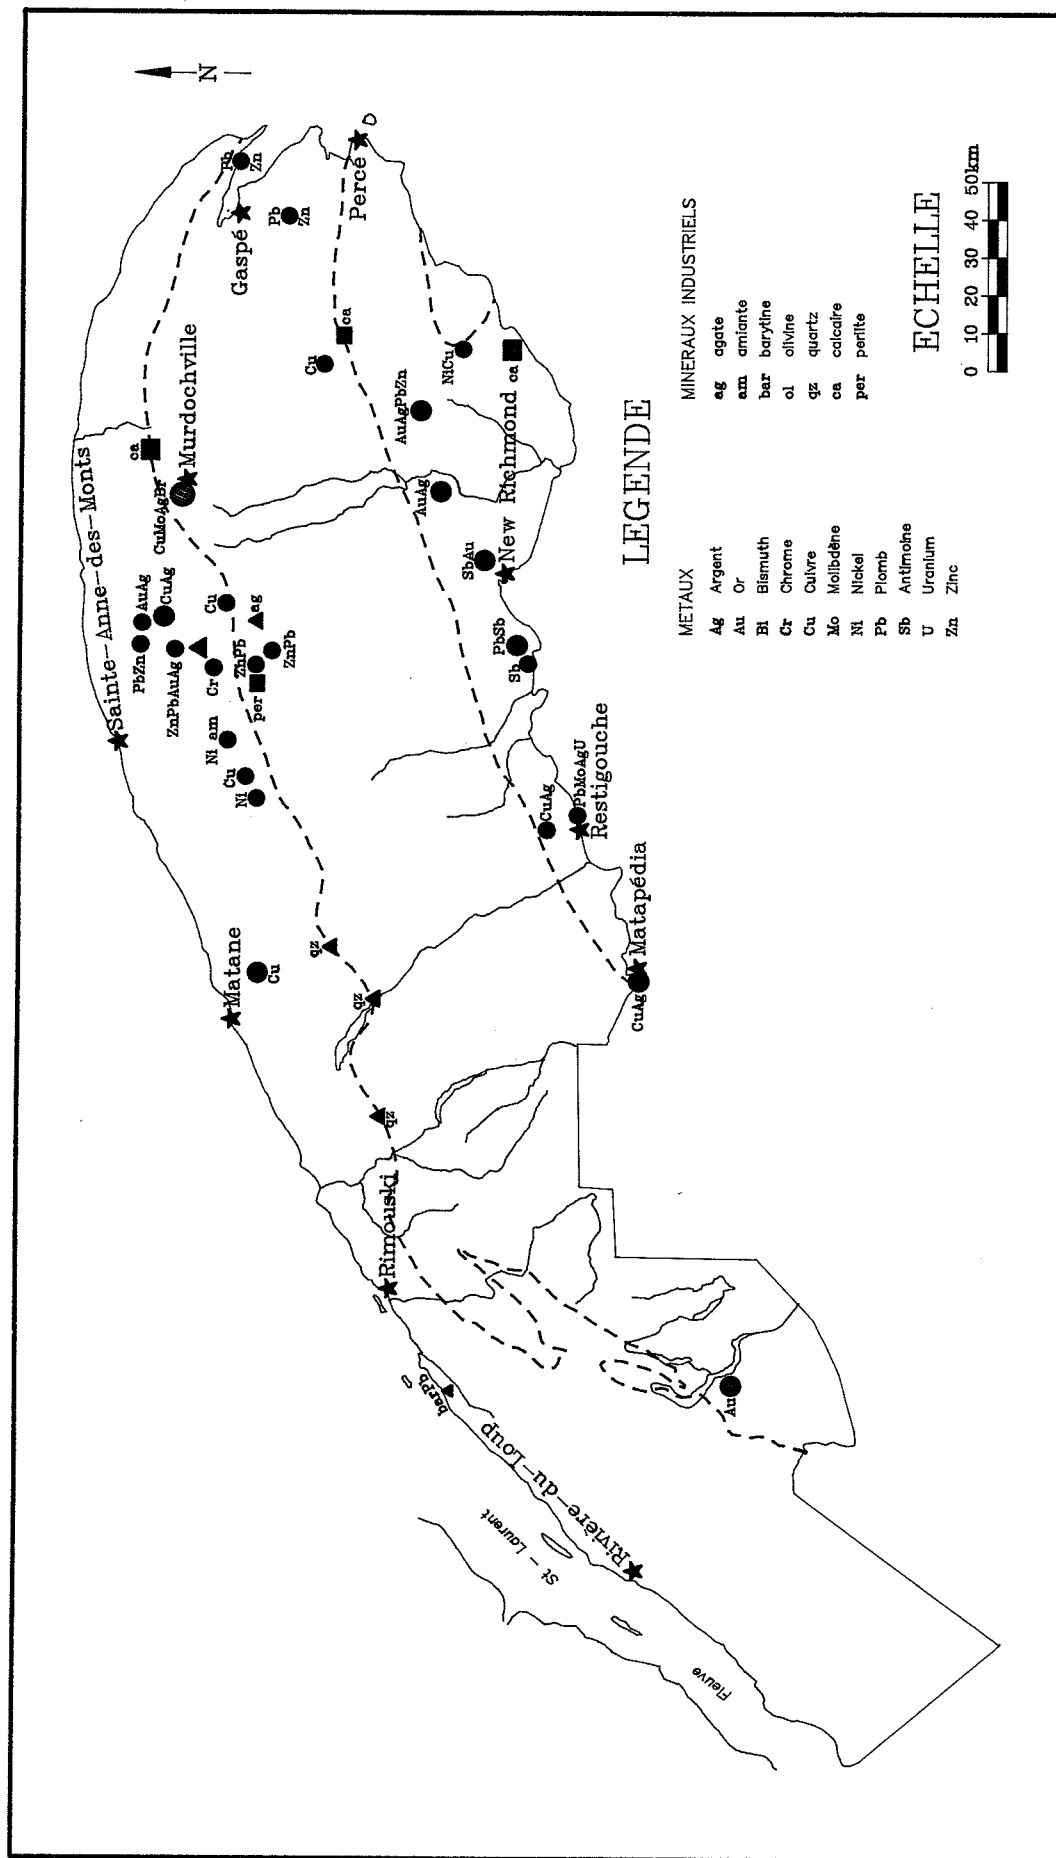 N
Sainte-Anne-des-Monts
ca
CuMoAgBr
Murdochville
Pb
Zn
Gaspé
Pb
Zn
Percé
D
Cu
ca
NiCu
ca
AuAgPbZn
AuAg
New Richmond
SbAu
PbSb
Sb
PbZn
AuAg
CuAg
ZnPbAuAg
Cr
Cu
ag
ZnPb
ZnPb
per
Ni am
Cu
Ni
Matane
Cu
qz
qz
qz
CuAg
PbMoAgU
Restigouche
Matapédia
CuAg
Rimouski
barPb
Rivière-du-Loup
St-Laurent
Fleuve
Au
LEGENDE
METAUX
Ag Argent
Au Or
Bi Bismuth
Cr Chrome
Cu Cuivre
Mo Molibdène
Ni Nickel
Pb Plomb
Sb Antimoine
U Uranium
Zn Zinc
MINERAUX INDUSTRIELS
ag agate
am amiante
bar barytine
ol olivine
qz quartz
ca calcaire
per perlite
ECHELLE
0 10 20 30 40 50km